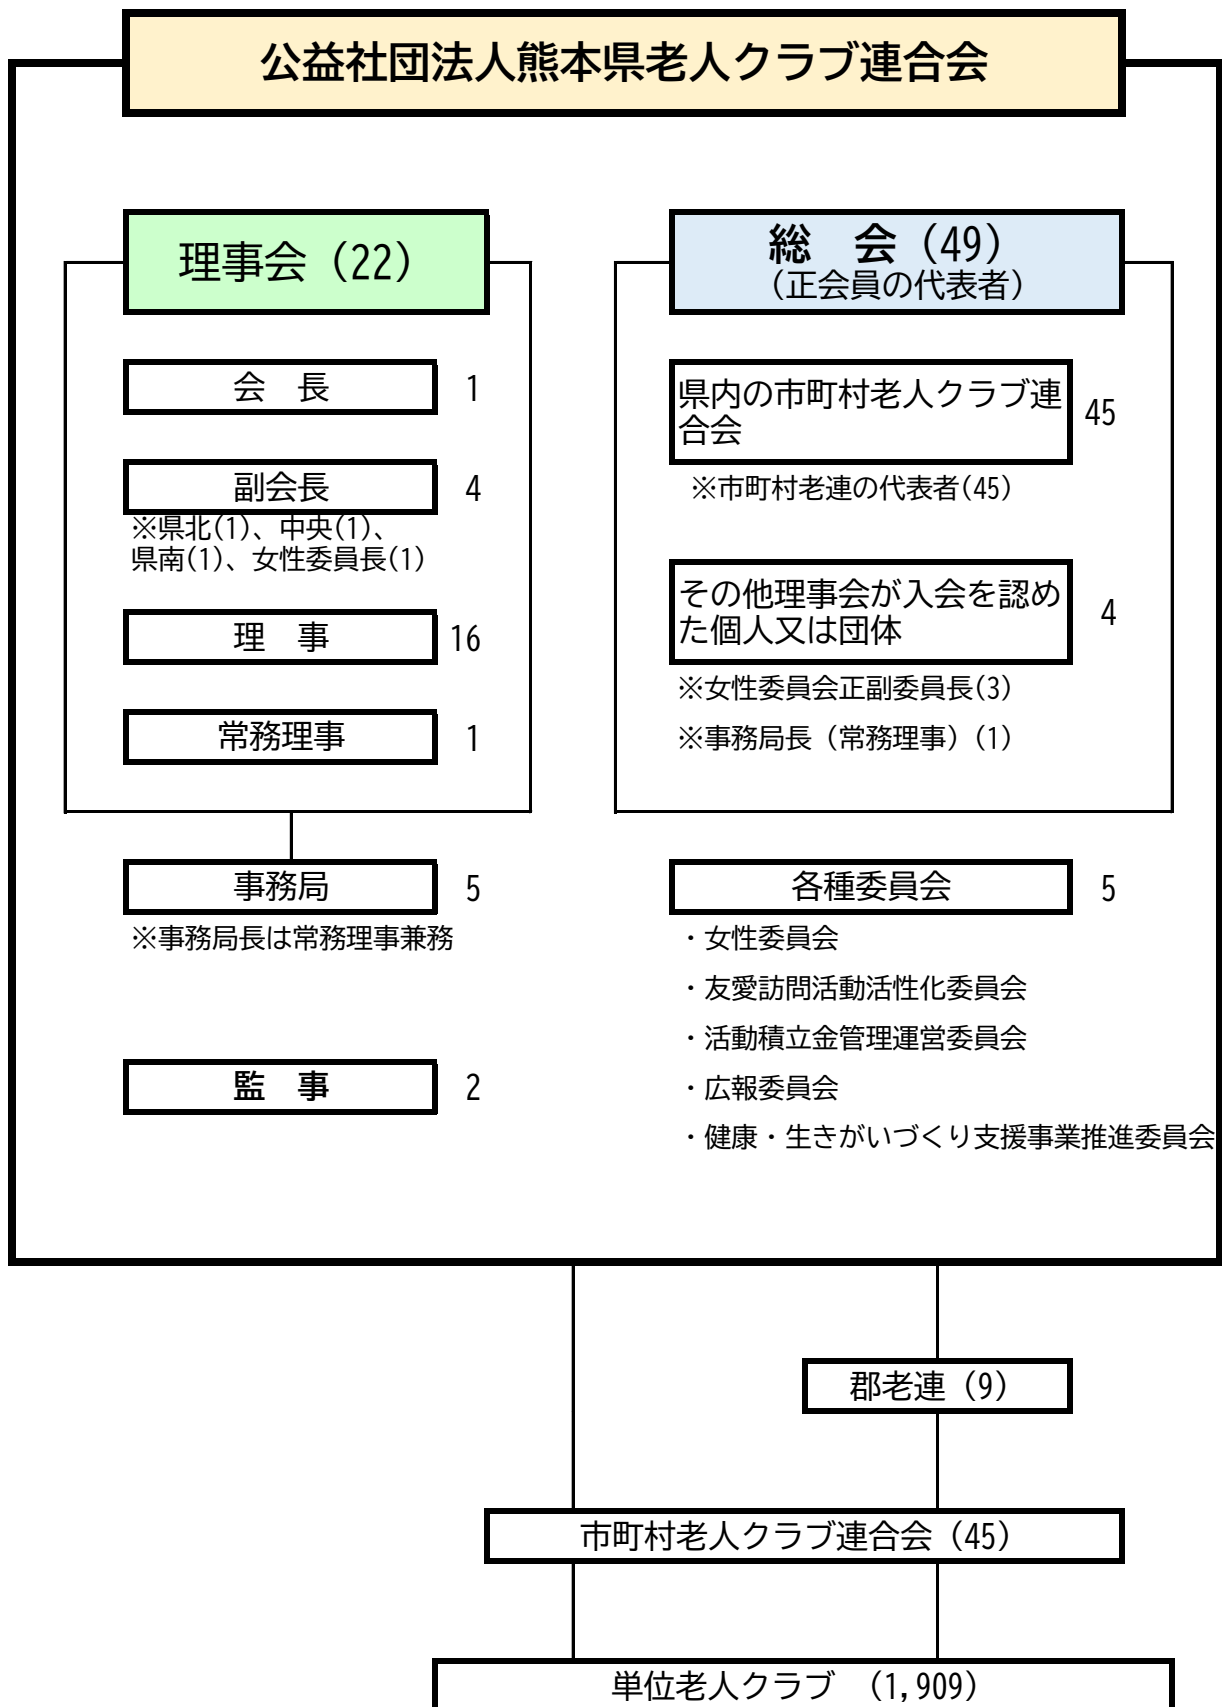 公益社団法人熊本県老人クラブ連合会
理事会（22）
会　長　1
副会長　4
※県北(1)、中央(1)、
県南(1)、女性委員長(1)
理　事　16
常務理事　1
事務局　5
※事務局長は常務理事兼務
監　事　2
総　会（49）
（正会員の代表者）
県内の市町村老人クラブ連
合会　45
※市町村老連の代表者(45)
その他理事会が入会を認め
た個人又は団体　4
※女性委員会正副委員長(3)
※事務局長（常務理事）(1)
各種委員会　5
・女性委員会
・友愛訪問活動活性化委員会
・活動積立金管理運営委員会
・広報委員会
・健康・生きがいづくり支援事業推進委員会
郡老連（9）
市町村老人クラブ連合会（45）
単位老人クラブ　（1,909）